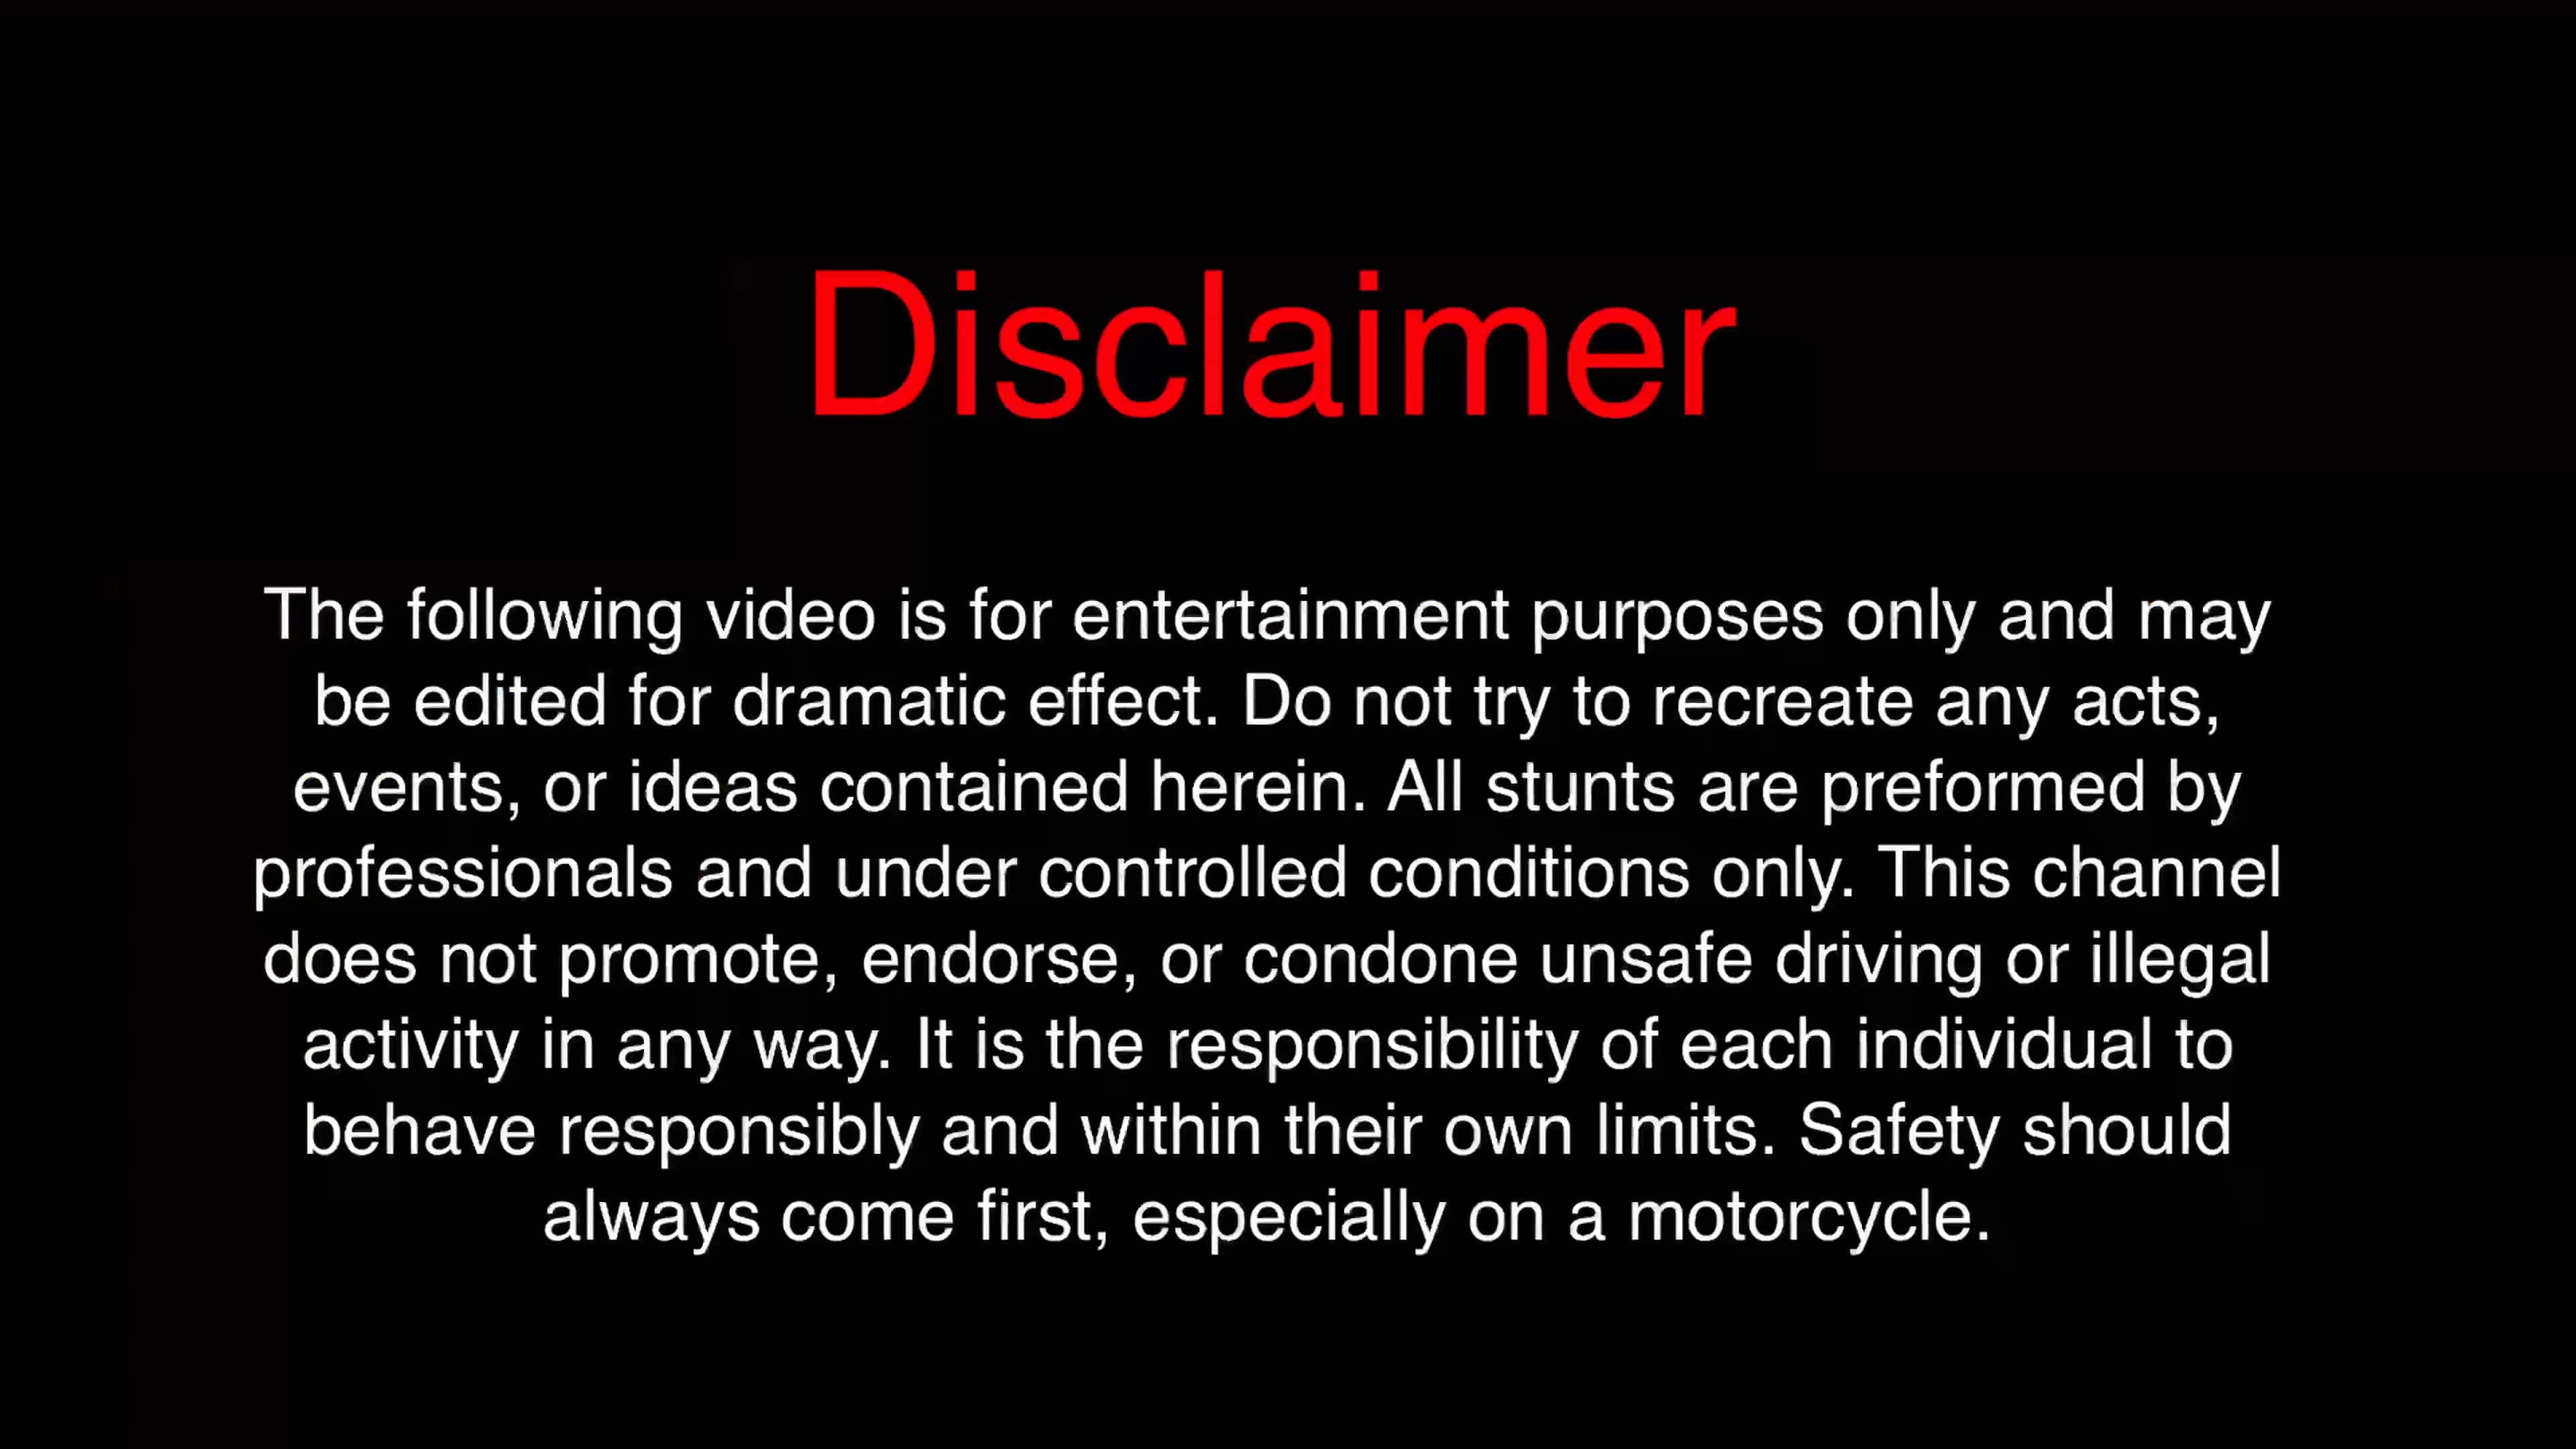 Disclaimer
The following video is for entertainment purposes only and may
be edited for dramatic effect. Do not try to recreate any acts,
events, or ideas contained herein. All stunts are preformed by
professionals and under controlled conditions only. This channel
does not promote, endorse, or condone unsafe driving or illegal
activity in any way. It is the responsibility of each individual to
behave responsibly and within their own limits. Safety should
always come first, especially on a motorcycle.